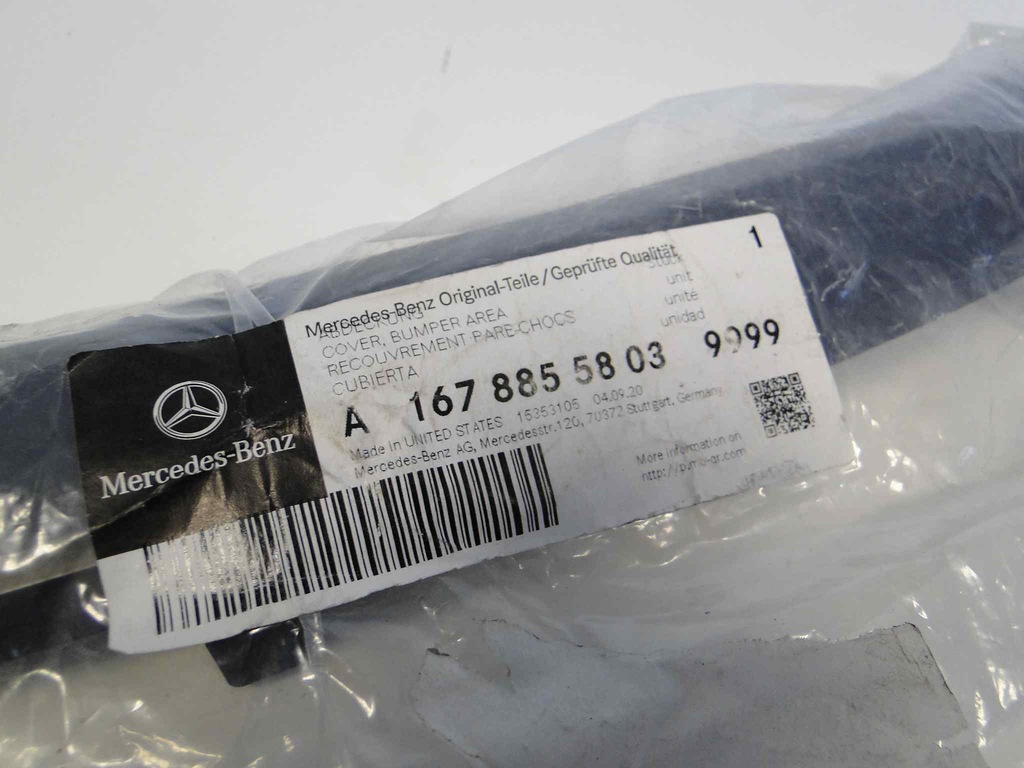 Mercedes-Benz Original-Teile/Geprüfte Qualität
1
COVER, BUMPER AREA
RECOUVREMENT PARE-CHOCS
CUBIERTA
unit
unité
unidad
A 167 885 58 03 9999
Made in UNITED STATES 15353105 04.09.20
Mercedes-Benz AG, Mercedesstr.120, 70372 Stuttgart, Germany
More information on
Mercedes-Benz